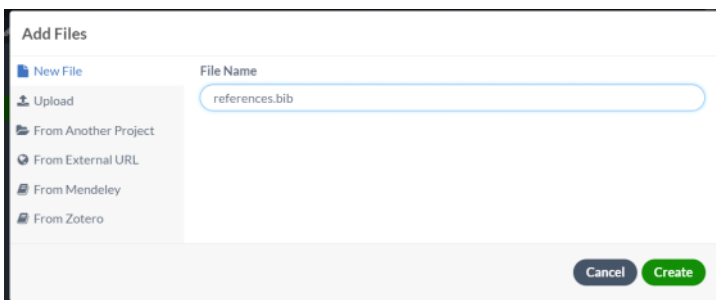 Add Files
New File
Upload
From Another Project
From External URL
From Mendeley
From Zotero
File Name
references.bib
Cancel
Create